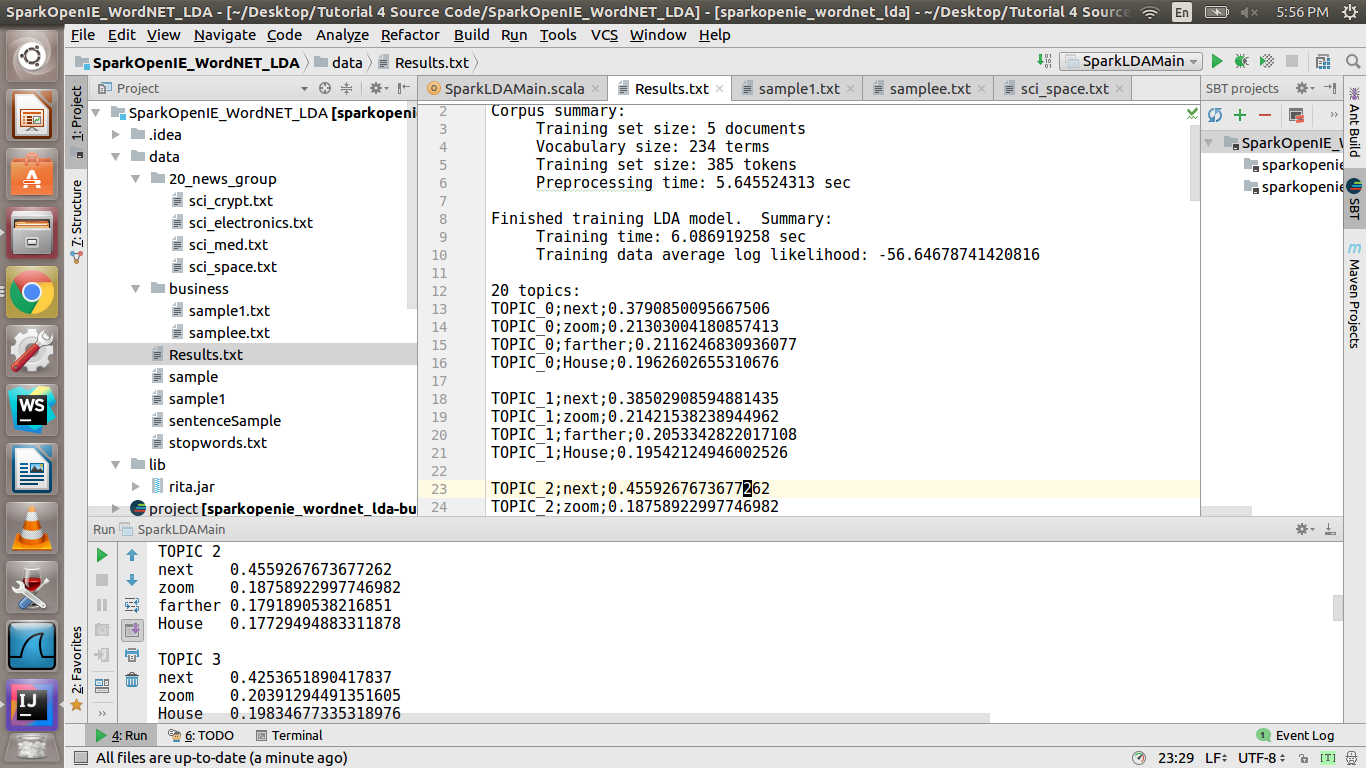 SparkOpenIE_WordNET_LDA - [~/Desktop/Tutorial 4 Source Code/SparkOpenIE_WordNET_LDA] - [sparkopenie_wordnet_lda] - ~/Desktop/Tutorial 4 Source En 5:56 PM
File Edit View Navigate Code Analyze Refactor Build Run Tools VCS Window Help
SparkOpenIE_WordNET_LDA data Results.txt SparkLDAMain
Project SparkLDAMain.scala Results.txt sample1.txt samplee.txt sci_space.txt SBT projects
1: Project
7: Structure
2: Favorites
SparkOpenIE_WordNET_LDA [sparkopenie
.idea
data
20_news_group
sci_crypt.txt
sci_electronics.txt
sci_med.txt
sci_space.txt
business
sample1.txt
samplee.txt
Results.txt
sample
sample1
sentenceSample
stopwords.txt
lib
rita.jar
project [sparkopenie_wordnet_lda-bu
2 Corpus summary:
3 Training set size: 5 documents
4 Vocabulary size: 234 terms
5 Training set size: 385 tokens
6 Preprocessing time: 5.645524313 sec
7
8 Finished training LDA model.  Summary:
9 Training time: 6.086919258 sec
10 Training data average log likelihood: -56.64678741420816
11
12 20 topics:
13 TOPIC_0;next;0.3790850095667506
14 TOPIC_0;zoom;0.21303004180857413
15 TOPIC_0;farther;0.2116246830936077
16 TOPIC_0;House;0.1962602655310676
17
18 TOPIC_1;next;0.38502908594881435
19 TOPIC_1;zoom;0.21421538238944962
20 TOPIC_1;farther;0.2053342822017108
21 TOPIC_1;House;0.19542124946002526
22
23 TOPIC_2;next;0.4559267673677262
24 TOPIC_2;zoom;0.18758922997746982
SparkOpenIE_W
sparkopenie
sparkopenie
Ant Build
SBT
Maven Projects
Run SparkLDAMain
TOPIC 2
next 0.4559267673677262
zoom 0.18758922997746982
farther 0.1791890538216851
House 0.17729494883311878
TOPIC 3
next 0.4253651890417837
zoom 0.20391294491351605
House 0.19834677335318976
4: Run 6: TODO Terminal 1 Event Log
All files are up-to-date (a minute ago) 23:29 LF UTF-8 [T]
WS
IJ